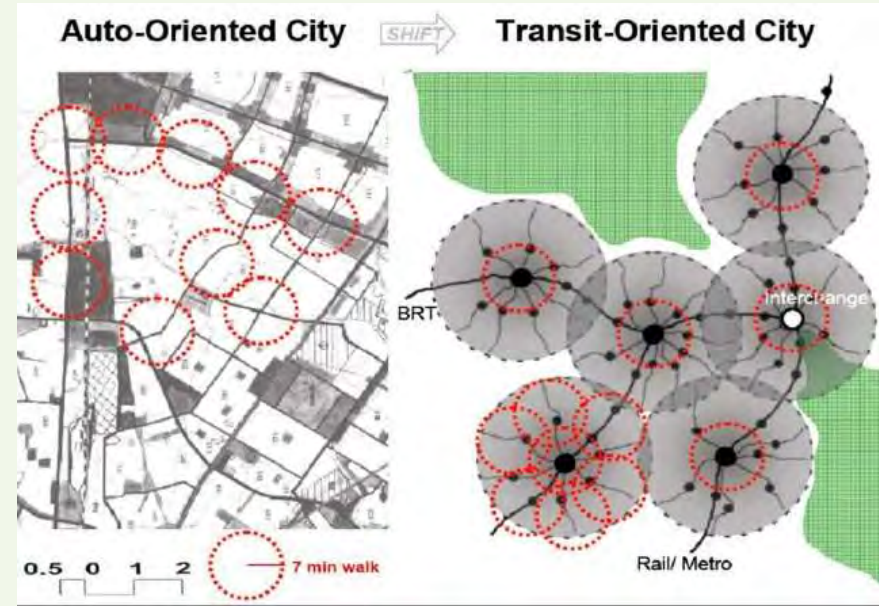 Auto-Oriented City SHIFT Transit-Oriented City
Interchange
BRT
0.5 0 1 2 7 min walk
Rail/ Metro